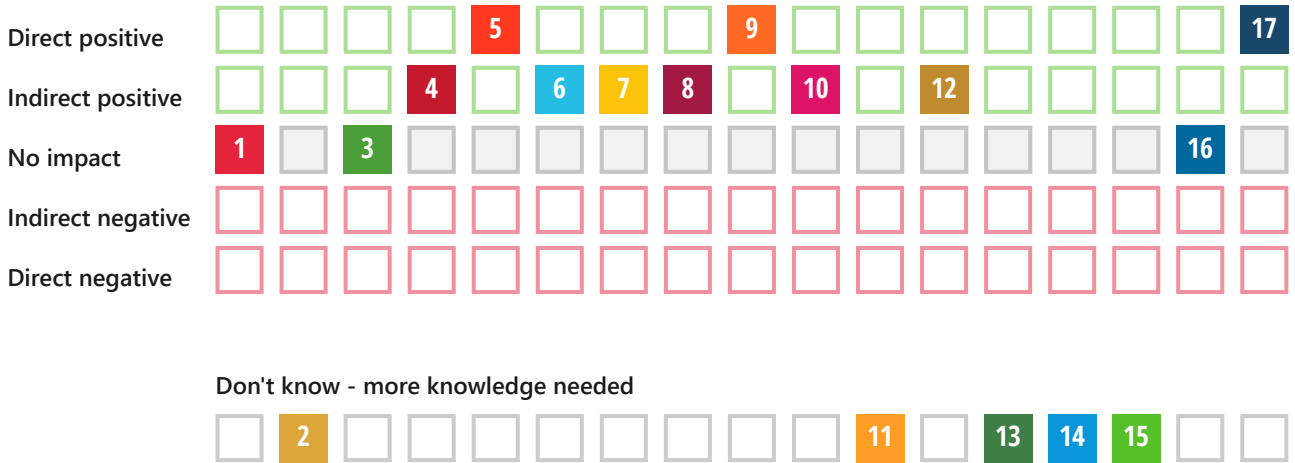 Direct positive 5 9 17
Indirect positive 4 6 7 8 10 12
No impact 1 3 16
Indirect negative
Direct negative
Don't know - more knowledge needed
2 11 13 14 15